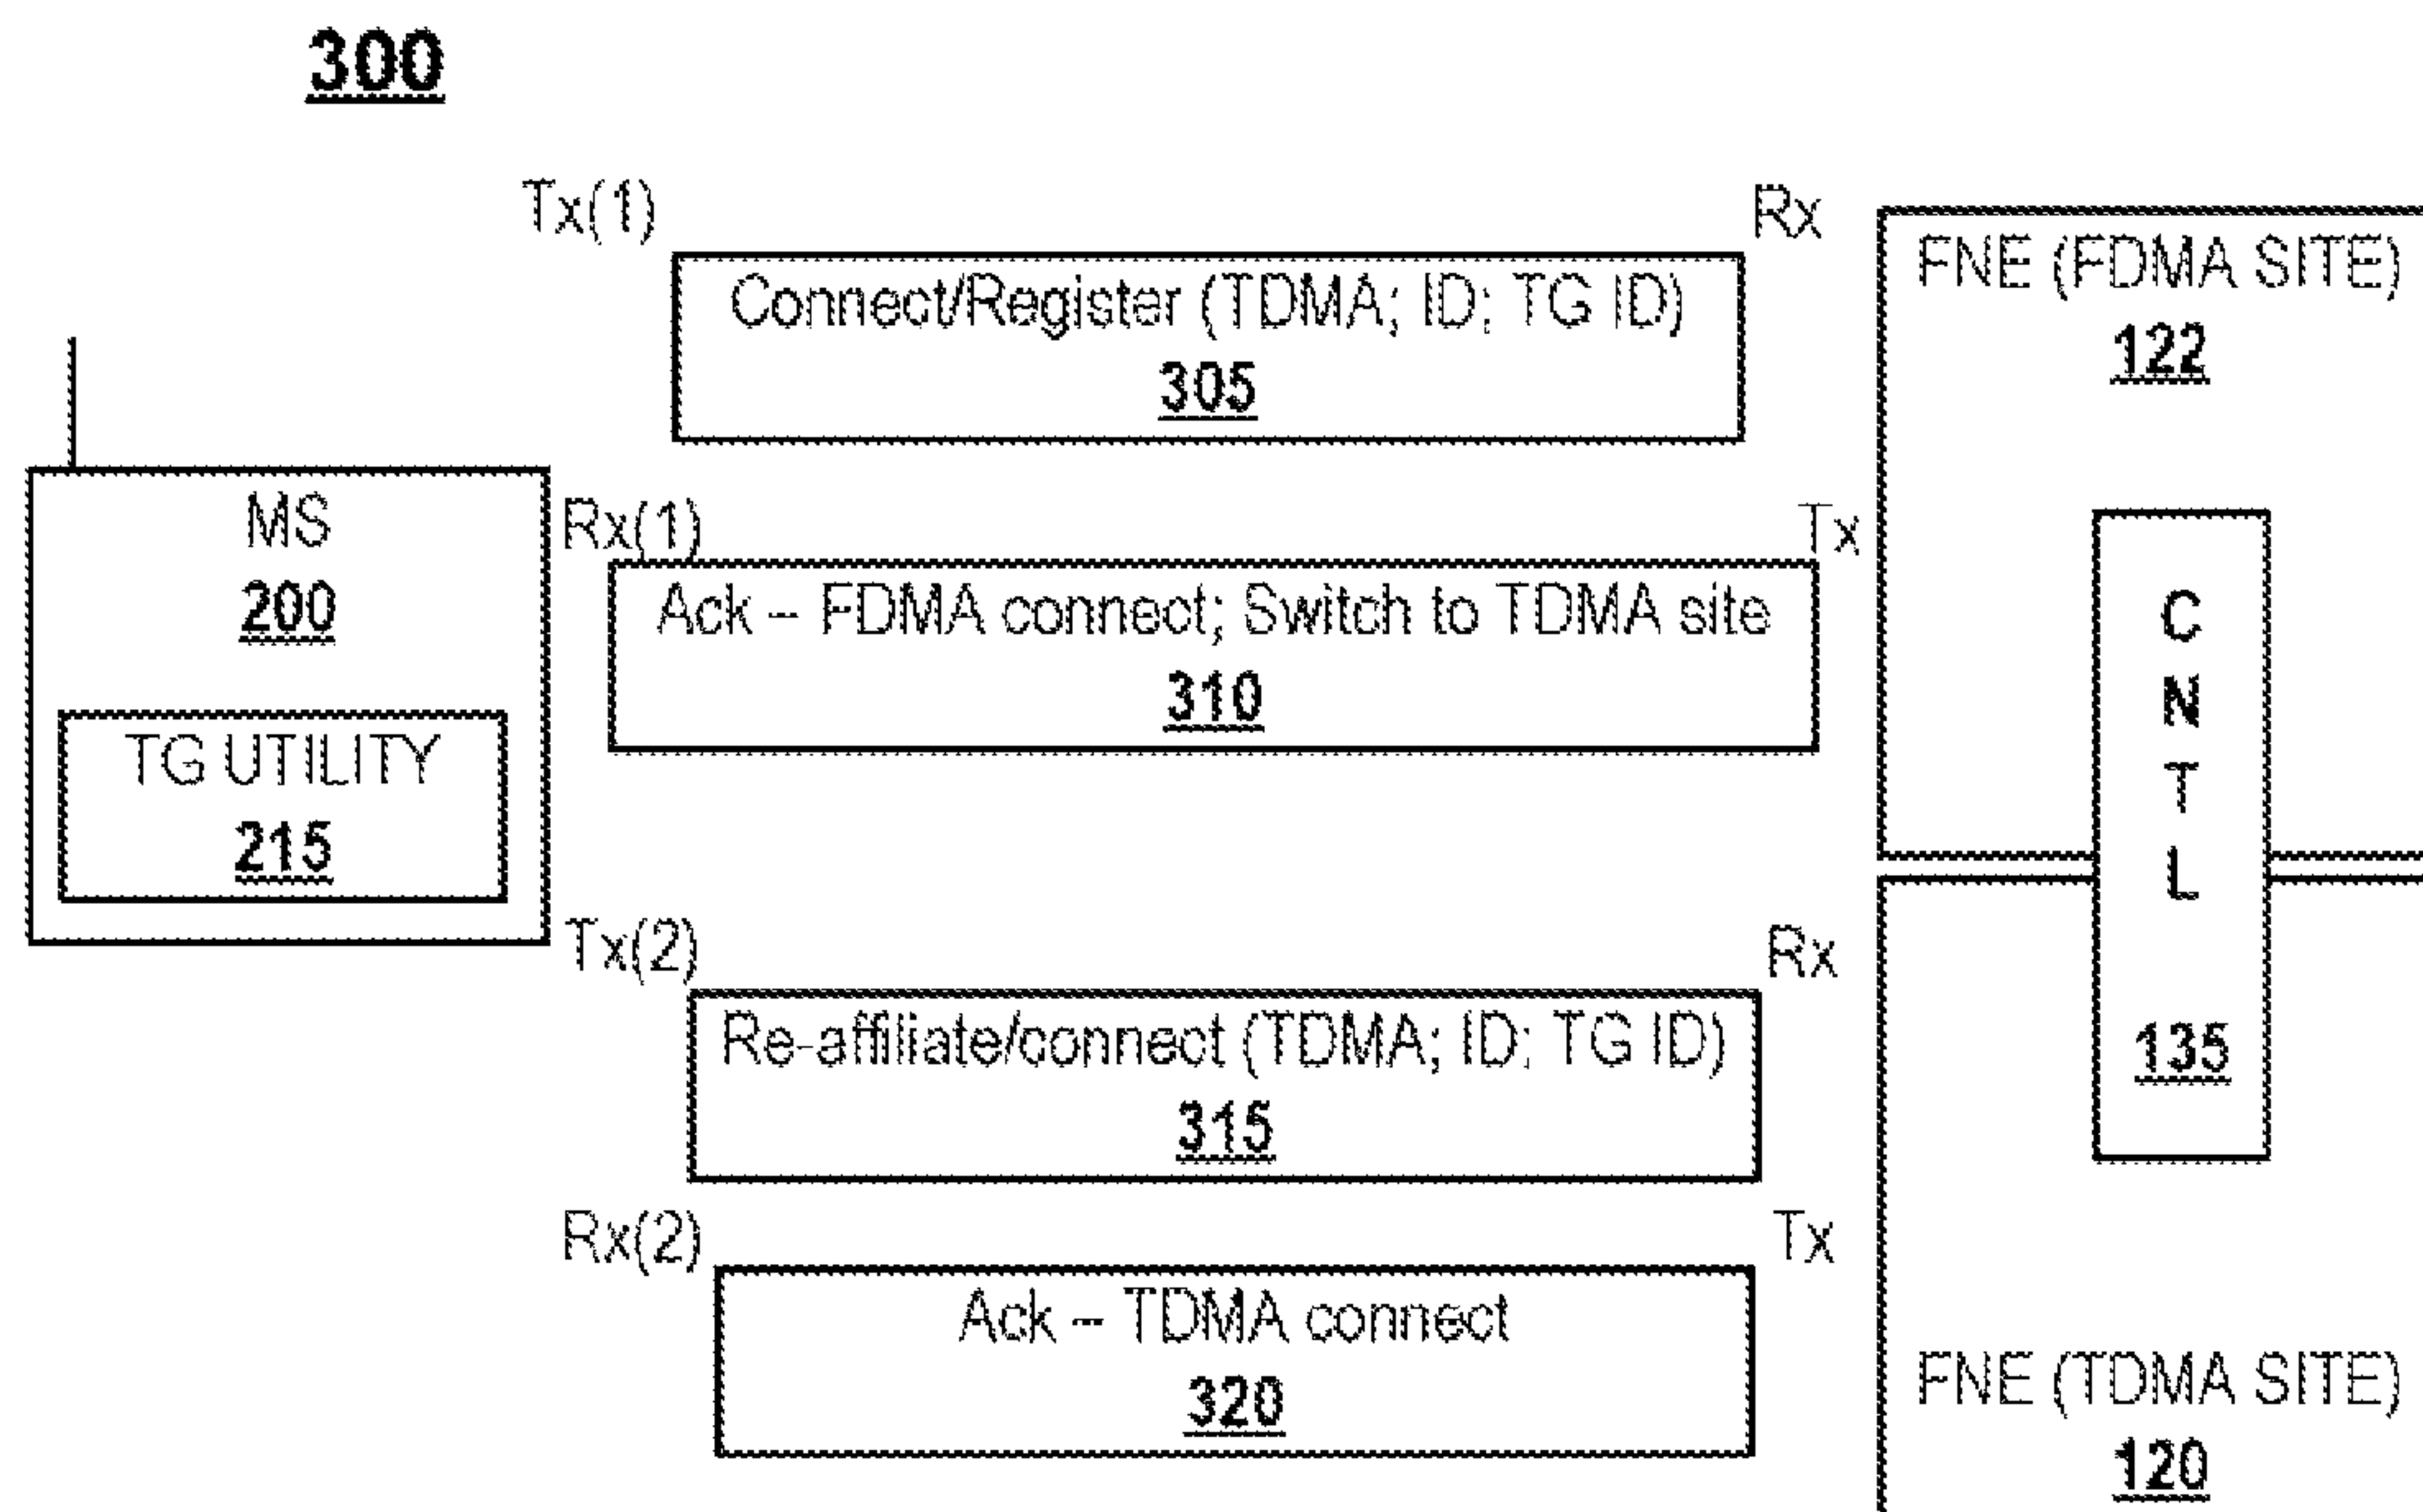 300
Tx(1)
Rx
Connect/Register (TDMA; ID; TG ID)
305
FNE (FDMA SITE)
122
MS
200
TG UTILITY
215
Rx(1)
Tx
Ack – FDMA connect; Switch to TDMA site
310
C
N
T
L
135
Tx(2)
Rx
Re-affiliate/connect (TDMA; ID; TG ID)
315
Rx(2)
Tx
Ack – TDMA connect
320
FNE (TDMA SITE)
120